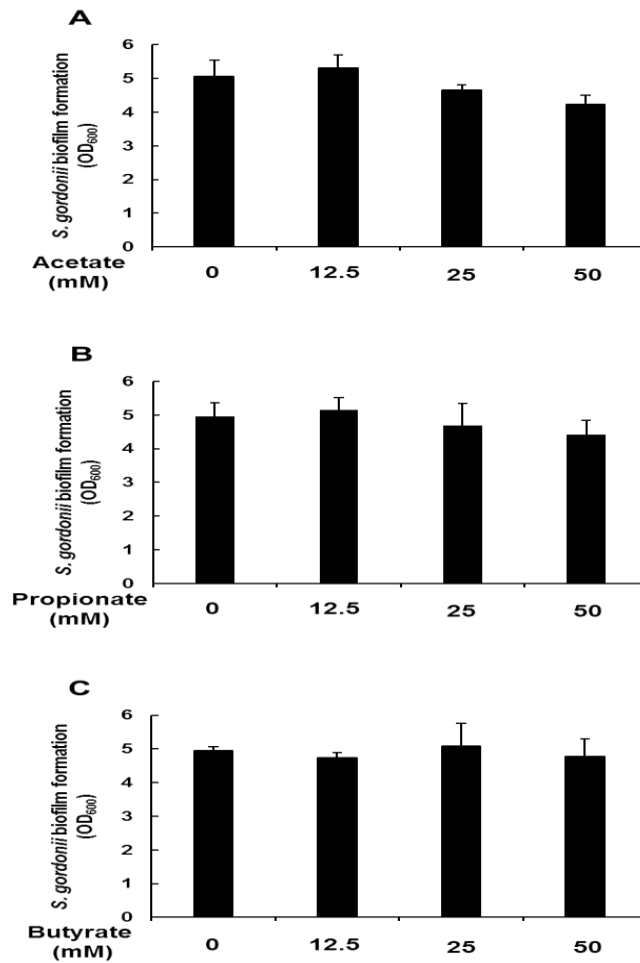 A
S. gordonii biofilm formation
(OD600)
6
5
4
3
2
1
0
Acetate
(mM)
0 12.5 25 50
B
S. gordonii biofilm formation
(OD600)
6
5
4
3
2
1
0
Propionate
(mM)
0 12.5 25 50
C
S. gordonii biofilm formation
(OD600)
6
5
4
3
2
1
0
Butyrate
(mM)
0 12.5 25 50